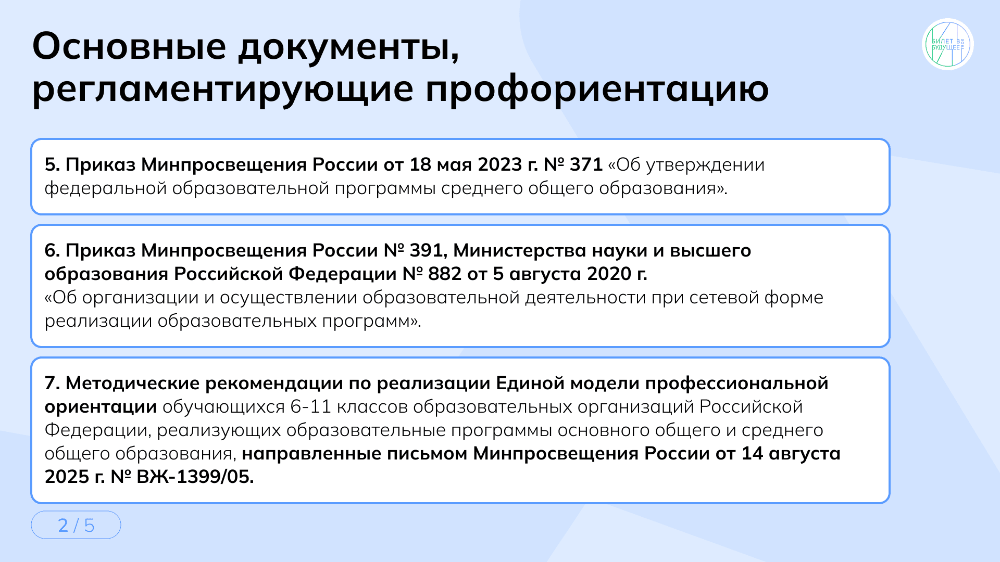 Основные документы,
регламентирующие профориентацию
БИЛЕТ В
БУДУЩЕЕ
5. Приказ Минпросвещения России от 18 мая 2023 г. № 371 «Об утверждении
федеральной образовательной программы среднего общего образования».
6. Приказ Минпросвещения России № 391, Министерства науки и высшего
образования Российской Федерации № 882 от 5 августа 2020 г.
«Об организации и осуществлении образовательной деятельности при сетевой форме
реализации образовательных программ».
7. Методические рекомендации по реализации Единой модели профессиональной
ориентации обучающихся 6-11 классов образовательных организаций Российской
Федерации, реализующих образовательные программы основного общего и среднего
общего образования, направленные письмом Минпросвещения России от 14 августа
2025 г. № ВЖ-1399/05.
2 / 5